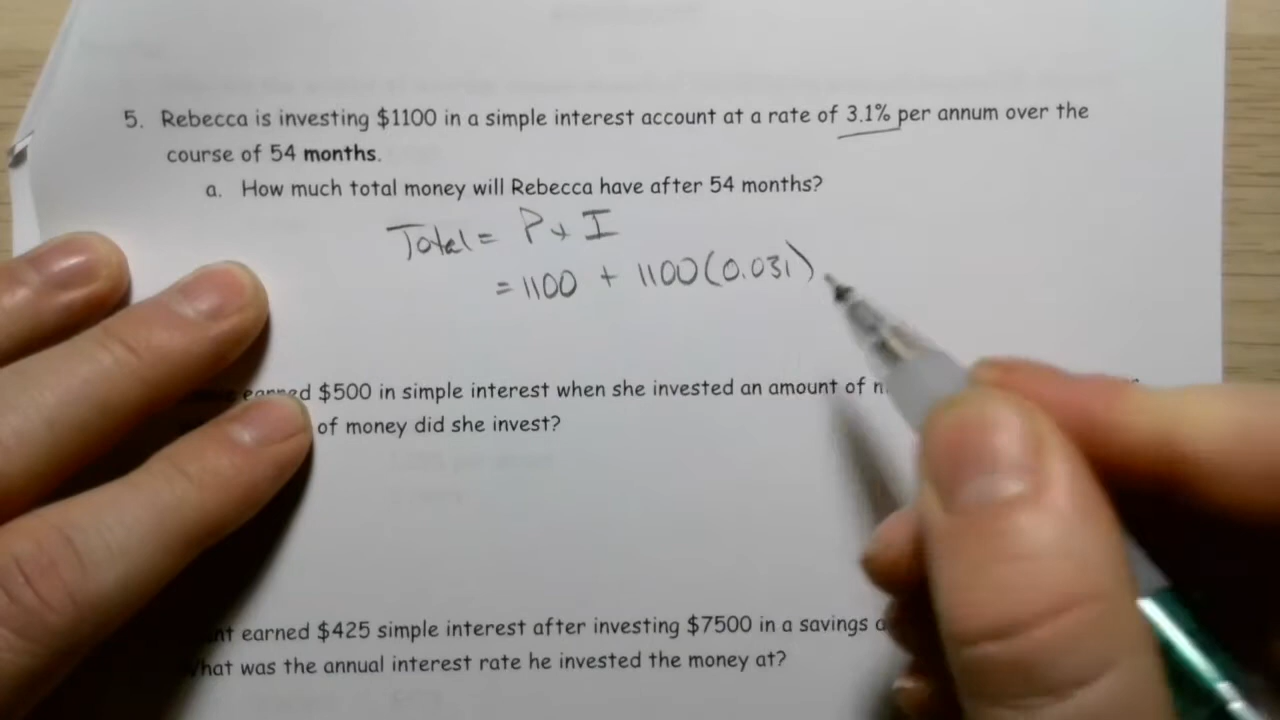 5. Rebecca is investing $1100 in a simple interest account at a rate of 3.1% per annum over the
course of 54 months.
a. How much total money will Rebecca have after 54 months?
Total = P + I
= 1100 + 1100(0.031)
earned $500 in simple interest when she invested an amount of
of money did she invest?
earned $425 simple interest after investing $7500 in a savings
What was the annual interest rate he invested the money at?